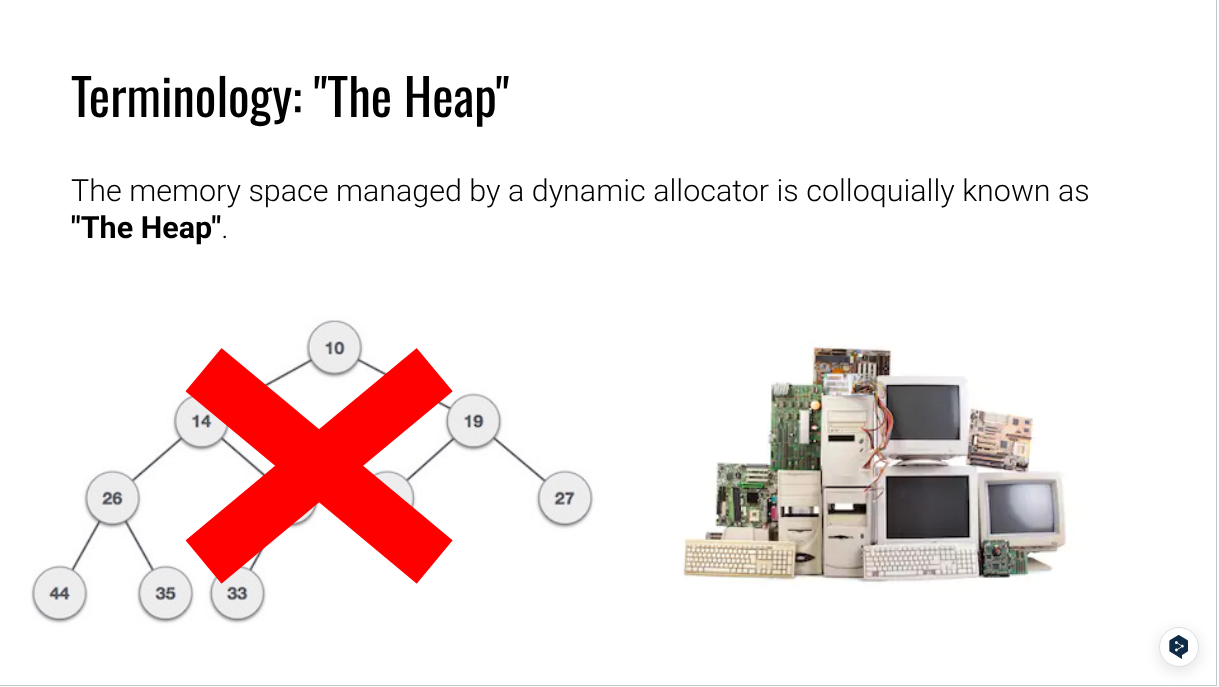 Terminology: "The Heap"
The memory space managed by a dynamic allocator is colloquially known as
"The Heap".
10
14
19
26
27
44
35
33